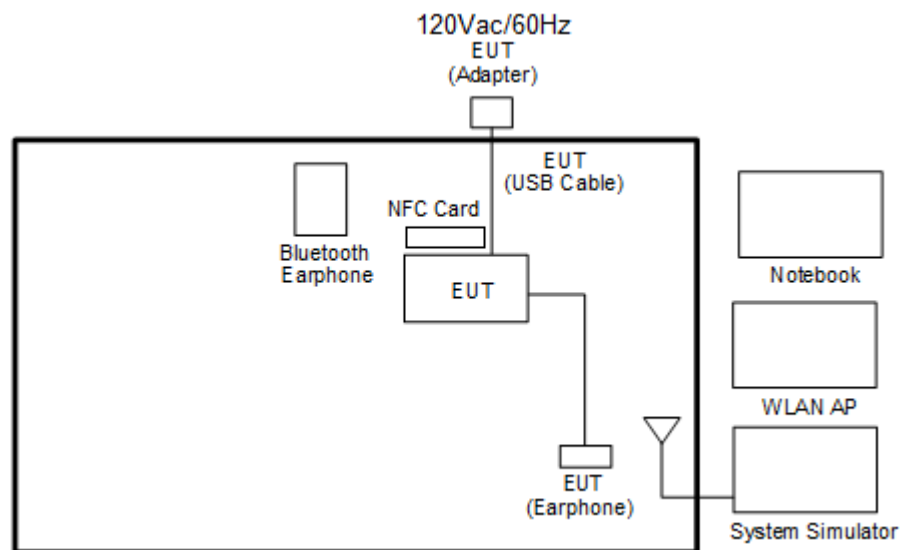 120Vac/60Hz
EUT
(Adapter)
EUT
(USB Cable)
NFC Card
Bluetooth
Earphone
EUT
Notebook
WLAN AP
EUT
(Earphone)
System Simulator